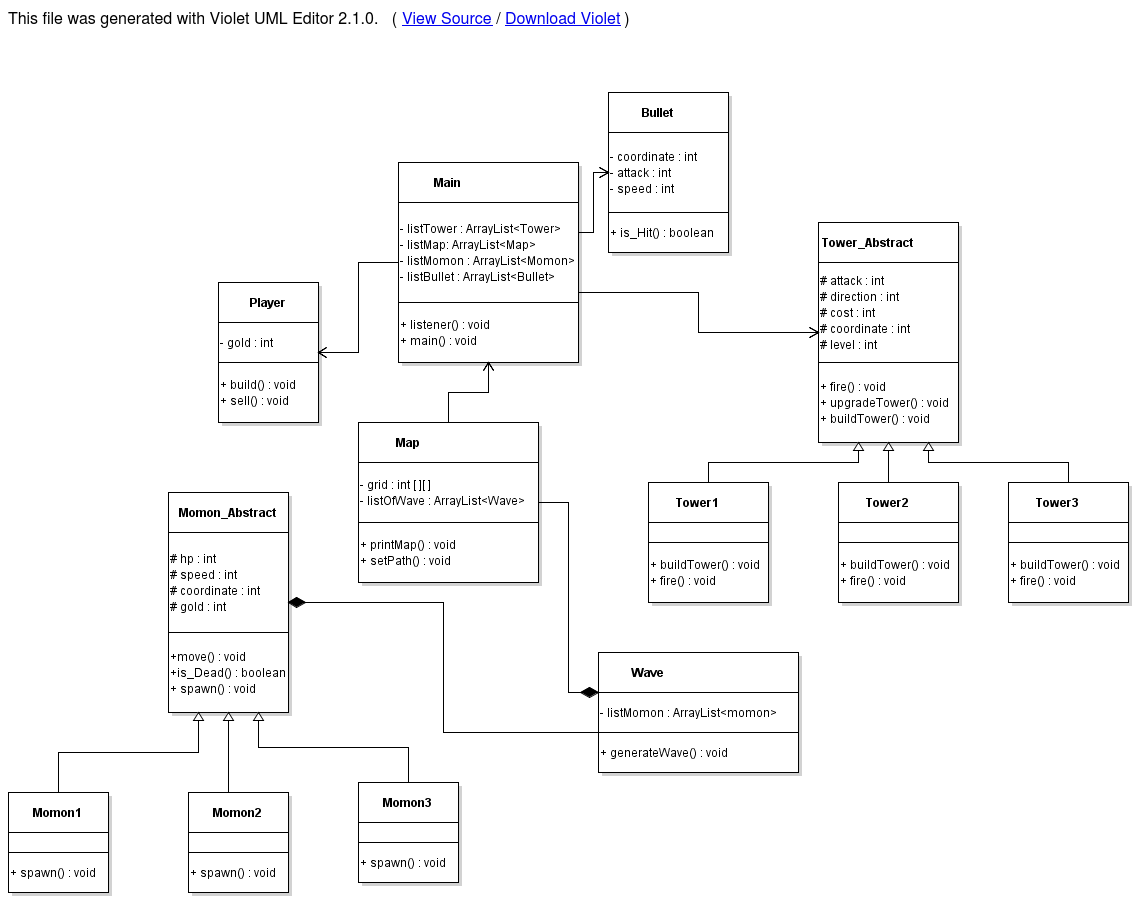 This file was generated with Violet UML Editor 2.1.0. ( View Source / Download Violet )
Bullet
- coordinate : int
- attack : int
- speed : int
+ is_Hit() : boolean
Main
- listTower : ArrayList<Tower>
- listMap: ArrayList<Map>
- listMomon : ArrayList<Momon>
- listBullet : ArrayList<Bullet>
+ listener() : void
+ main() : void
Tower_Abstract
# attack : int
# direction : int
# cost : int
# coordinate : int
# level : int
+ fire() : void
+ upgradeTower() : void
+ buildTower() : void
Player
- gold : int
+ build() : void
+ sell() : void
Map
- grid : int [ ][ ]
- listOfWave : ArrayList<Wave>
+ printMap() : void
+ setPath() : void
Tower1
+ buildTower() : void
+ fire() : void
Tower2
+ buildTower() : void
+ fire() : void
Tower3
+ buildTower() : void
+ fire() : void
Momon_Abstract
# hp : int
# speed : int
# coordinate : int
# gold : int
+move() : void
+is_Dead() : boolean
+ spawn() : void
Wave
- listMomon : ArrayList<momon>
+ generateWave() : void
Momon1
+ spawn() : void
Momon2
+ spawn() : void
Momon3
+ spawn() : void